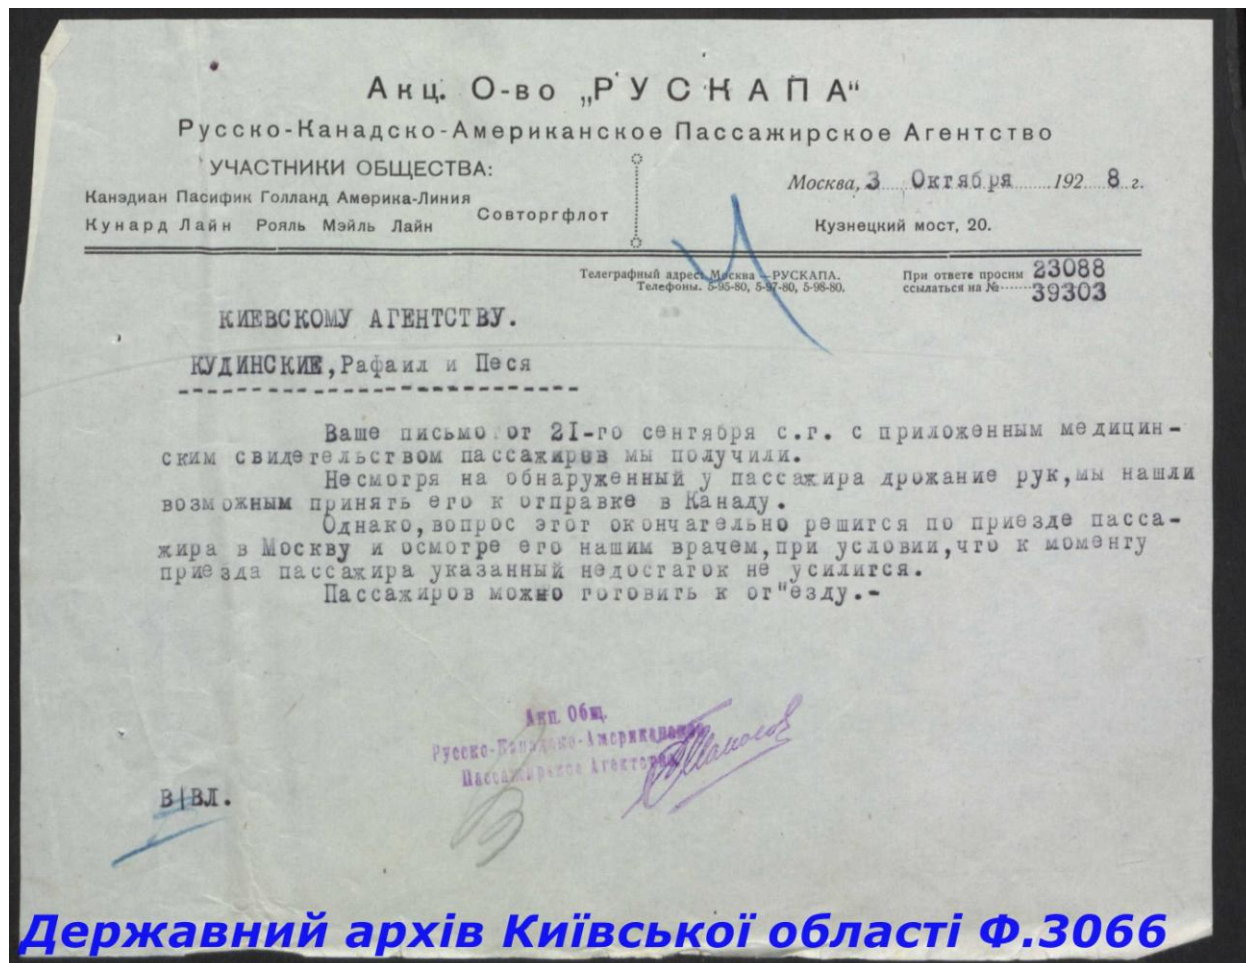 Акц. О-во „РУСКАПА“
Русско-Канадско-Американское Пассажирское Агентство
УЧАСТНИКИ ОБЩЕСТВА:
Канэдиан Пасифик Голланд Америка-Линия
Кунард Лайн Рояль Мэйль Лайн
Совторгфлот
Москва, 3 Октября 1928 г.
Кузнецкий мост, 20.
Телеграфный адрес: Москва—РУСКАПА.
Телефоны. 5-95-80, 5-97-80, 5-98-80.
При ответе просим 23088
ссылаться на № 39303
КИЕВСКОМУ АГЕНТСТВУ.
КУДИНСКИЕ, Рафаил и Песя
Ваше письмо от 21-го сентября с.г. с приложенным медицин-
ским свидетельством пассажиров мы получили.
Несмотря на обнаруженный у пассажира дрожание рук, мы нашли
возможным принять его к отправке в Канаду.
Однако, вопрос этот окончательно решится по приезде пасса-
жира в Москву и осмотре его нашим врачем, при условии, что к моменту
приезда пассажира указанный недостаток не усилится.
Пассажиров можно готовить к от"езду.-
Акц. Общ.
Русско-Канадско-Американское
Пассажирское Агентство
В/ВЛ.
Державний архів Київської області Ф.3066